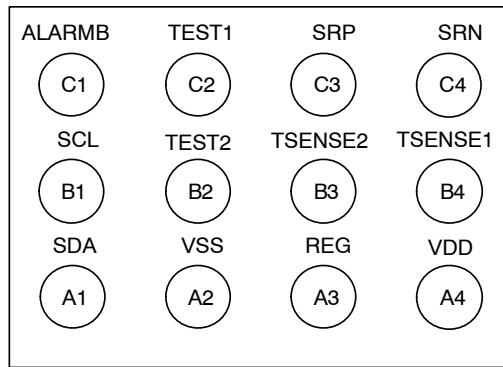 ALARMB TEST1 SRP SRN
C1 C2 C3 C4
SCL TEST2 TSENSE2 TSENSE1
B1 B2 B3 B4
SDA VSS REG VDD
A1 A2 A3 A4